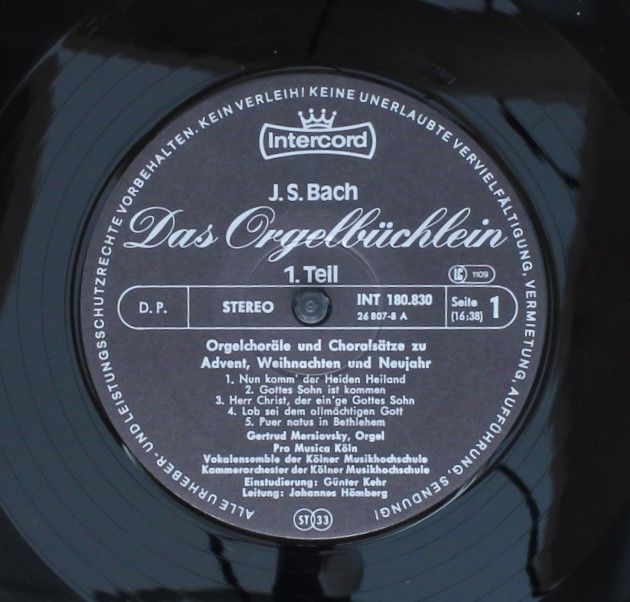 ALLE URHEBER- UND LEISTUNGSSCHUTZRECHTE VORBEHALTEN. KEIN VERLEIH! KEINE UNERLAUBTE VERVIELFÄLTIGUNG, VERMIETUNG, AUFFÜHRUNG, SENDUNG!
Intercord
J. S. Bach
Das Orgelbüchlein
1. Teil
LC 1109
D. P.
STEREO
INT 180.830
26 807-8 A
Seite 1
(16:38)
Orgelchoräle und Choralsätze zu
Advent, Weihnachten und Neujahr
1. Nun komm' der Heiden Heiland
2. Gottes Sohn ist kommen
3. Herr Christ, der ein'ge Gottes Sohn
4. Lob sei dem allmächtigen Gott
5. Puer natus in Bethlehem
Gertrud Mersiovsky, Orgel
Pro Musica Köln
Vokalensemble der Kölner Musikhochschule
Kammerorchester der Kölner Musikhochschule
Einstudierung: Günter Kehr
Leitung: Johannes Hömberg
ST 33